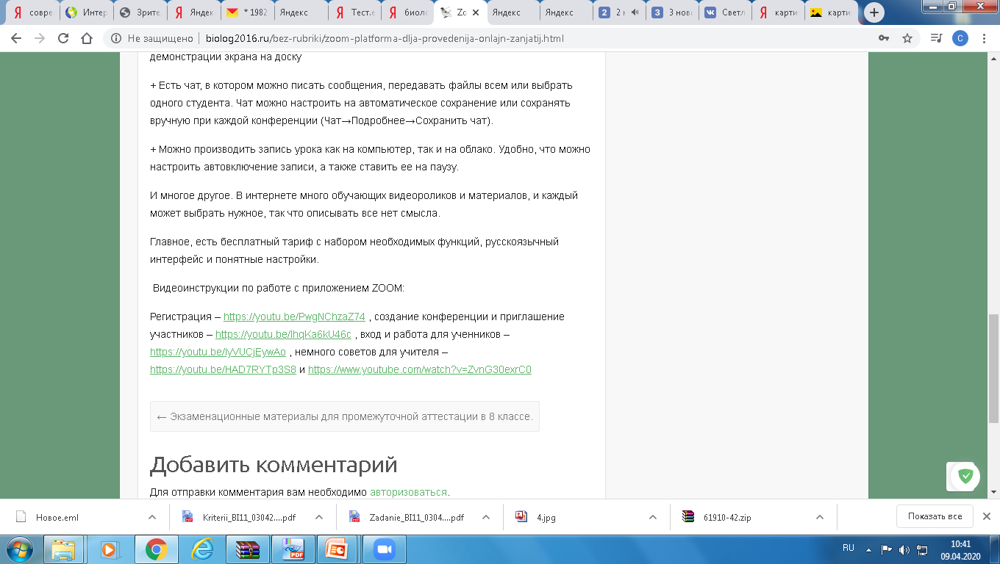 совре
Интер
Зрите
Яндек
* 1982
Яндекс
Тест.е
биоло
Zo
Яндекс
Яндекс
2 н
3 нов
Светл
карти
карти
Не защищено | biolog2016.ru/bez-rubriki/zoom-platforma-dlja-provedenija-onlajn-zanjatij.html
С
демонстрации экрана на доску
+ Есть чат, в котором можно писать сообщения, передавать файлы всем или выбрать
одного студента. Чат можно настроить на автоматическое сохранение или сохранять
вручную при каждой конференции (Чат→Подробнее→Сохранить чат).
+ Можно производить запись урока как на компьютер, так и на облако. Удобно, что можно
настроить автовключение записи, а также ставить ее на паузу.
И многое другое. В интернете много обучающих видеороликов и материалов, и каждый
может выбрать нужное, так что описывать все нет смысла.
Главное, есть бесплатный тариф с набором необходимых функций, русскоязычный
интерфейс и понятные настройки.
Видеоинструкции по работе с приложением ZOOM:
Регистрация – https://youtu.be/PwgNChzaZ74 , создание конференции и приглашение
участников – https://youtu.be/lhqKa6kU46c , вход и работа для ученников –
https://youtu.be/lyVUCjEywAo , немного советов для учителя –
https://youtu.be/HAD7RYTp3S8 и https://www.youtube.com/watch?v=ZvnG30exrC0
← Экзаменационные материалы для промежуточной аттестации в 8 классе.
Добавить комментарий
Для отправки комментария вам необходимо авторизоваться.
Новое.eml
Kriterii_BI11_03042....pdf
Zadanie_BI11_0304....pdf
4.jpg
61910-42.zip
Показать все
RU
10:41
09.04.2020